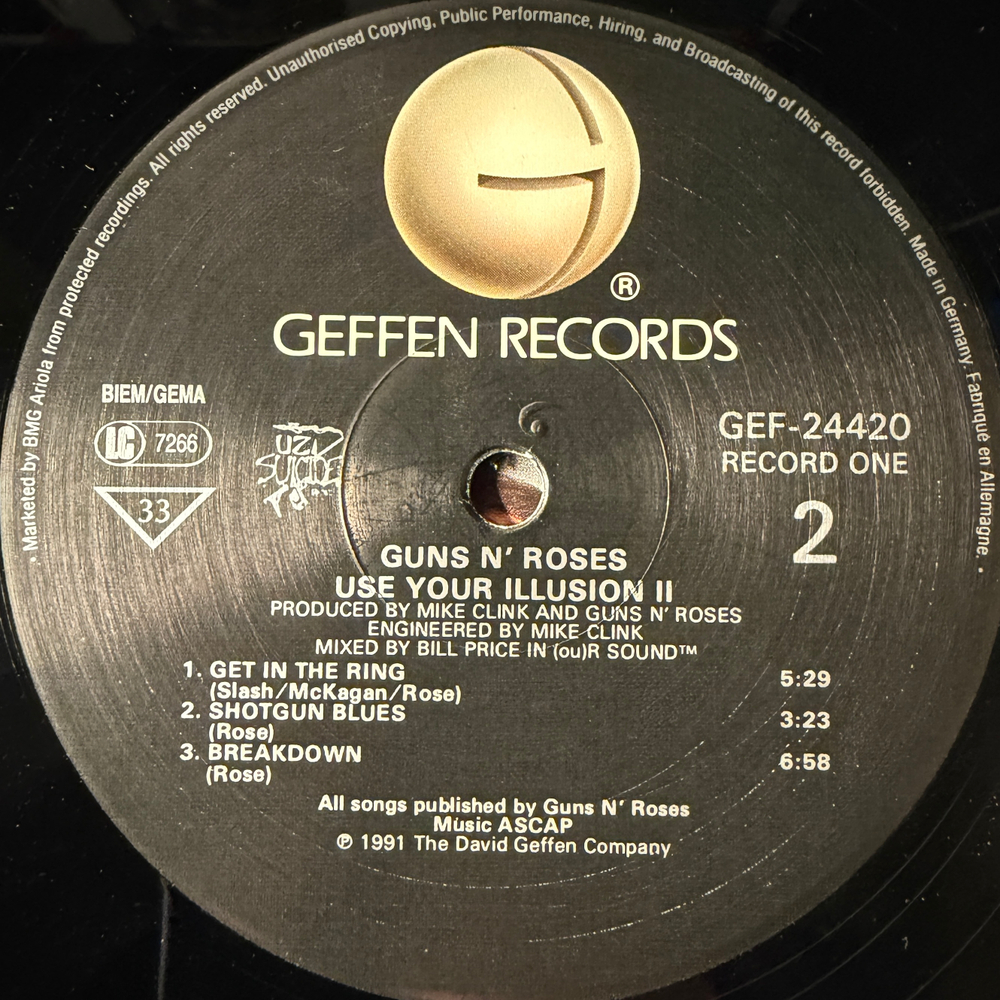 . Marketed by BMG Ariola from protected recordings. All rights reserved. Unauthorised Copying, Public Performance, Hiring, and Broadcasting of this record forbidden. Made in Germany. Fabriqué en Allemagne. .
®
GEFFEN RECORDS
BIEM/GEMA
LC 7266
33
GEF-24420
RECORD ONE
2
6
GUNS N' ROSES
USE YOUR ILLUSION II
PRODUCED BY MIKE CLINK AND GUNS N' ROSES
ENGINEERED BY MIKE CLINK
MIXED BY BILL PRICE IN (ou)R SOUND™
1. GET IN THE RING 5:29
(Slash/McKagan/Rose)
2. SHOTGUN BLUES 3:23
(Rose)
3. BREAKDOWN 6:58
(Rose)
All songs published by Guns N' Roses
Music ASCAP
℗ 1991 The David Geffen Company